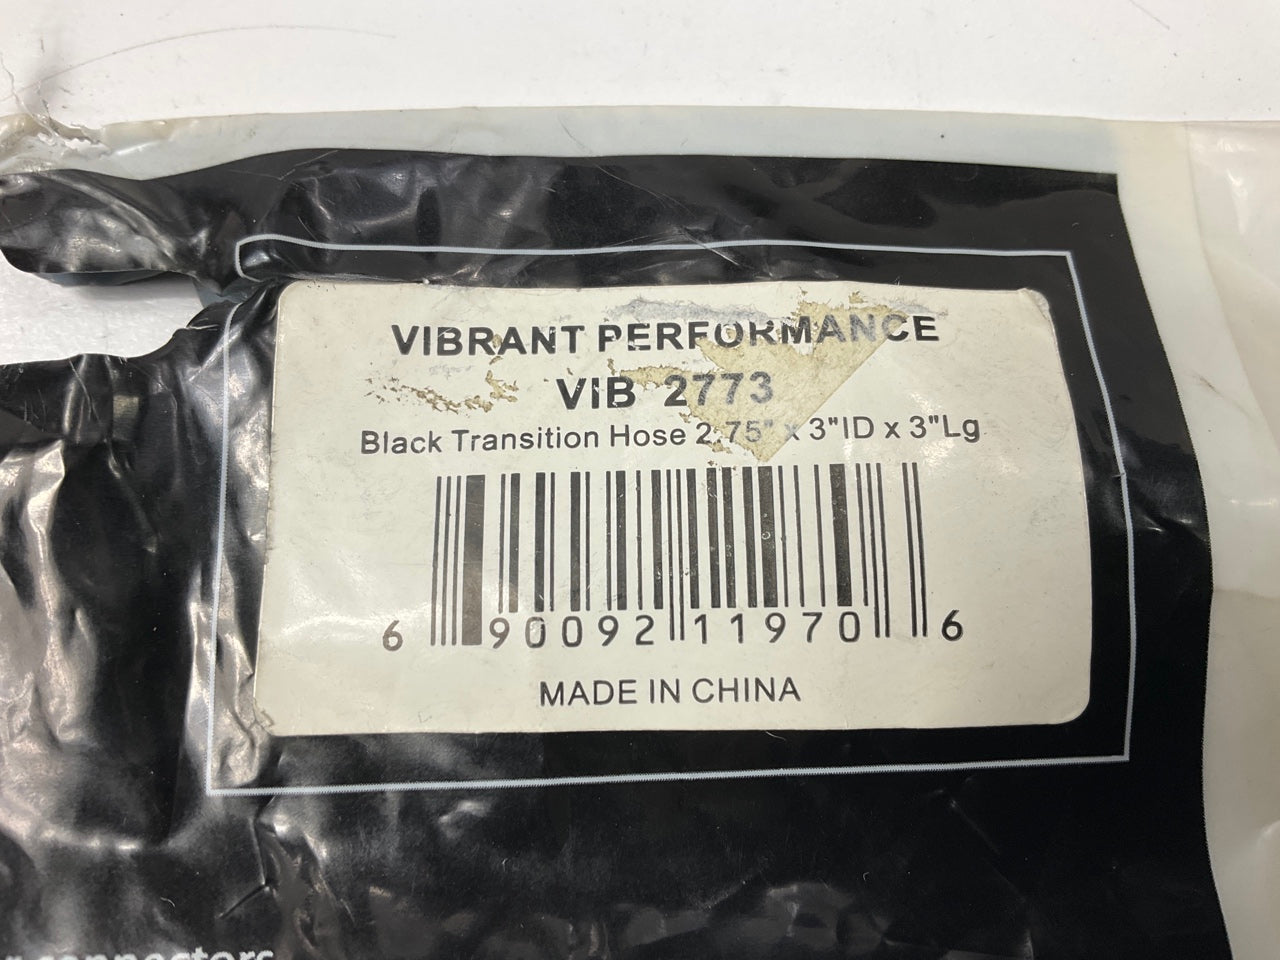 VIBRANT PERFORMANCE
VIB 2773
Black Transition Hose 2.75" x 3"ID x 3"Lg
6 90092 11970 6
MADE IN CHINA
connectors